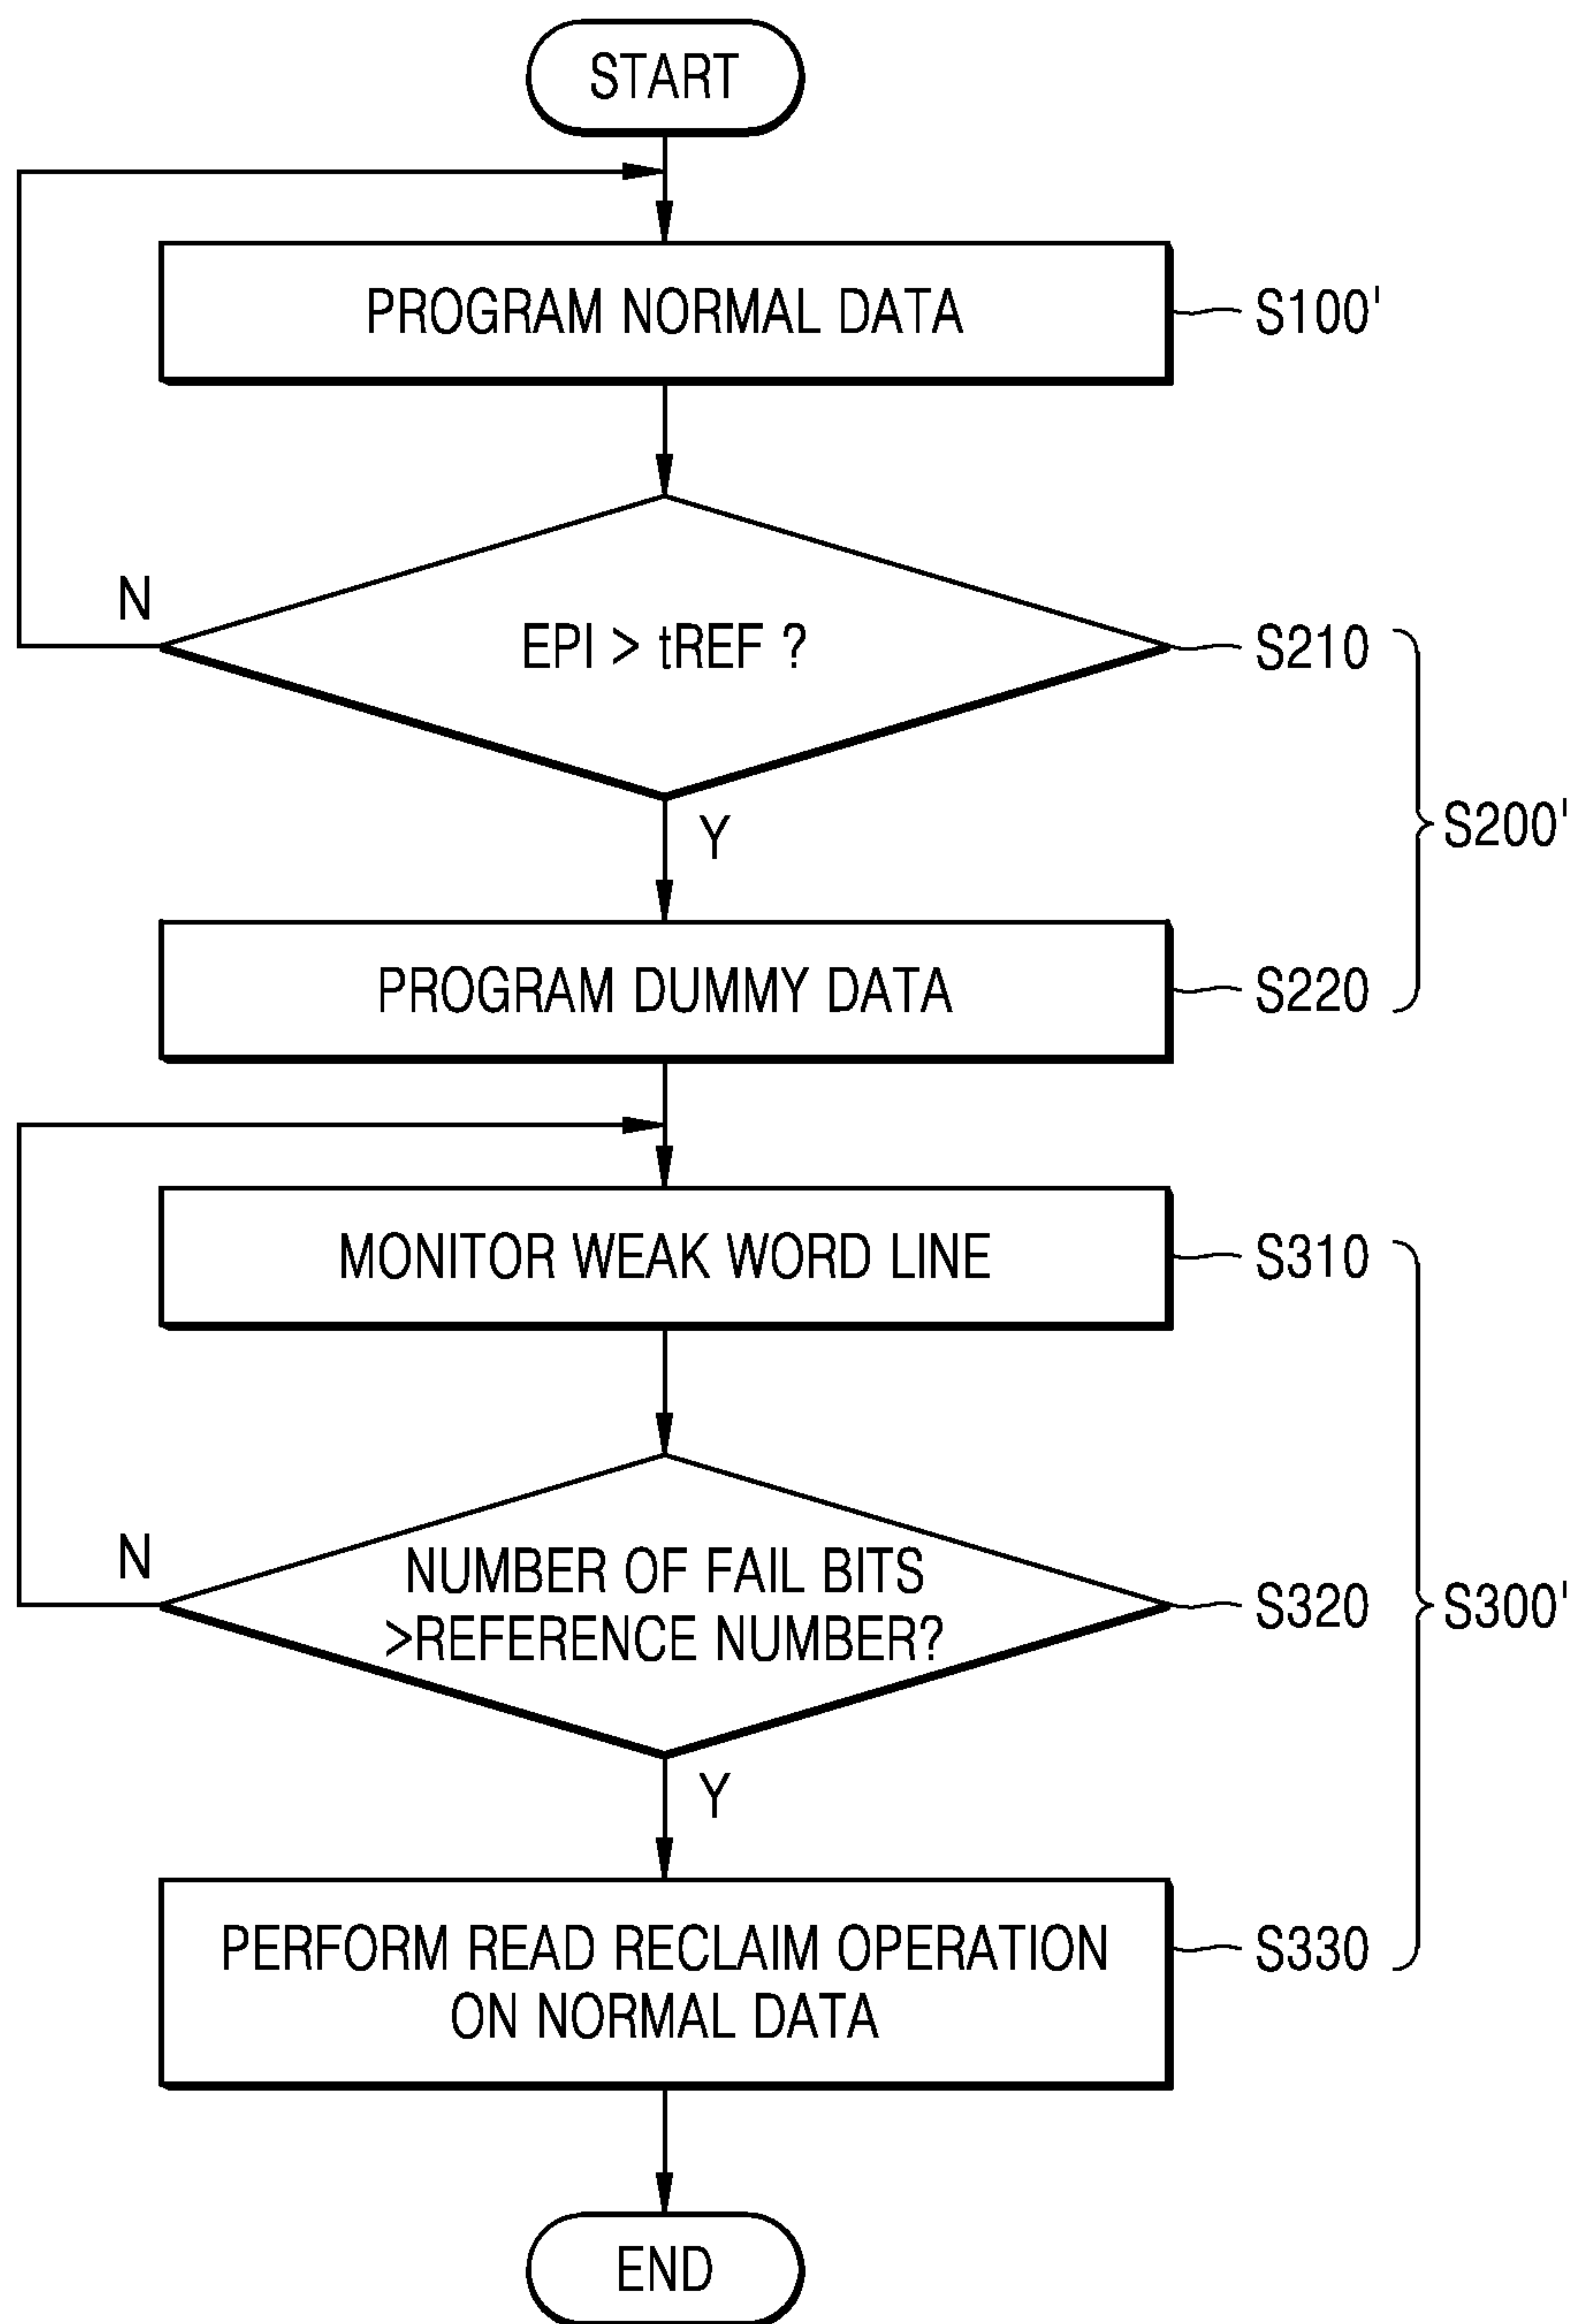 START
PROGRAM NORMAL DATA
S100'
N
EPI > tREF ?
S210
Y
S200'
PROGRAM DUMMY DATA
S220
MONITOR WEAK WORD LINE
S310
N
NUMBER OF FAIL BITS
>REFERENCE NUMBER?
S320
S300'
Y
PERFORM READ RECLAIM OPERATION
ON NORMAL DATA
S330
END